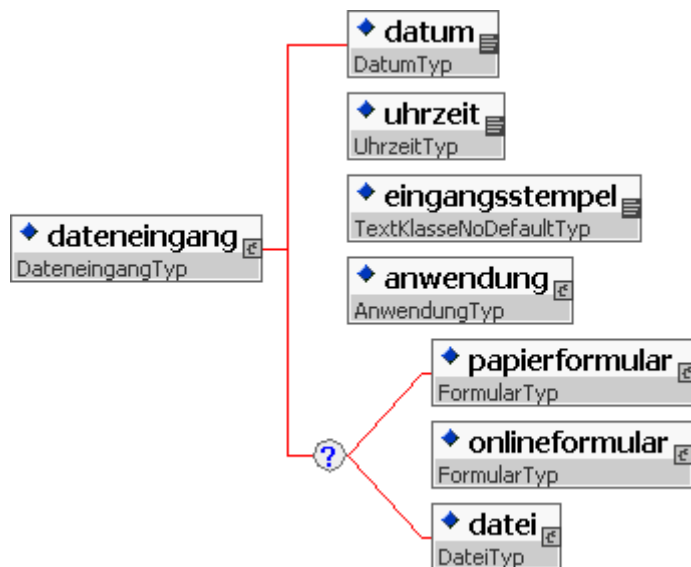 datum
DatumTyp
uhrzeit
UhrzeitTyp
eingangsstempel
TextKlasseNoDefaultTyp
dateneingang
DateneingangTyp
anwendung
AnwendungTyp
papierformular
FormularTyp
?
onlineformular
FormularTyp
datei
DateiTyp